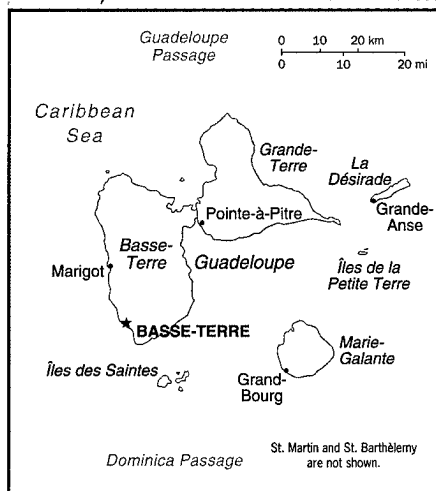 Guadeloupe
Passage
0 10 20 km
0 10 20 mi
Caribbean
Sea
Grande-
Terre
La
Désirade
Pointe-à-Pitre
Grande-
Anse
Basse-
Terre
Guadeloupe
Marigot
Îles de la
Petite Terre
BASSE-TERRE
Marie-
Galante
Îles des Saintes
Grand-
Bourg
St. Martin and St. Barthèlemy
are not shown.
Dominica Passage